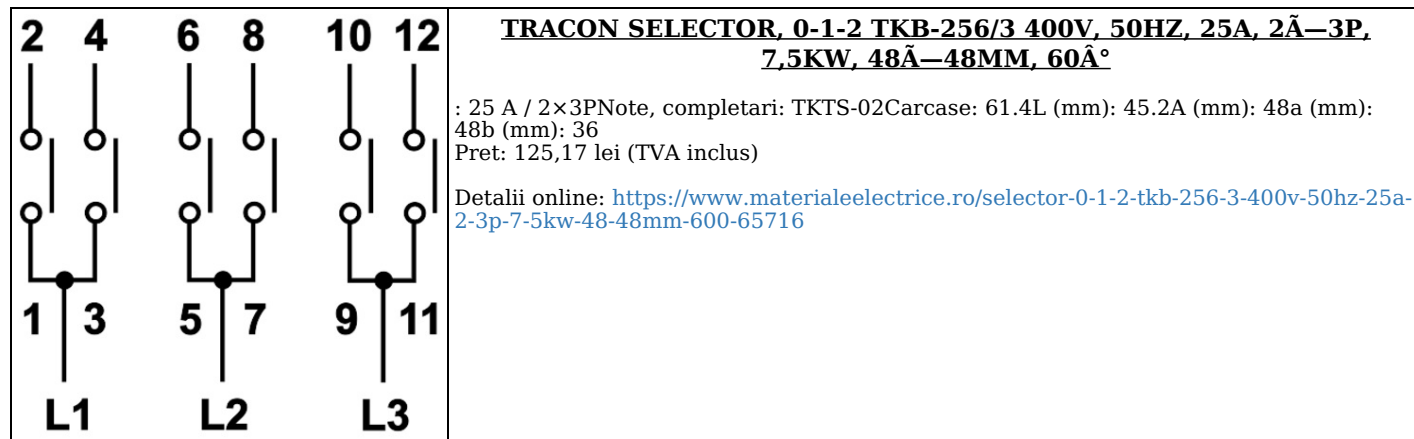 2 4 6 8 10 12
1 3 5 7 9 11
L1 L2 L3
TRACON SELECTOR, 0-1-2 TKB-256/3 400V, 50HZ, 25A, 2Ã—3P,
7,5KW, 48Ã—48MM, 60Â°
: 25 A / 2×3PNote, completari: TKTS-02Carcase: 61.4L (mm): 45.2A (mm): 48a (mm):
48b (mm): 36
Pret: 125,17 lei (TVA inclus)
Detalii online: https://www.materialeelectrice.ro/selector-0-1-2-tkb-256-3-400v-50hz-25a-
2-3p-7-5kw-48-48mm-600-65716